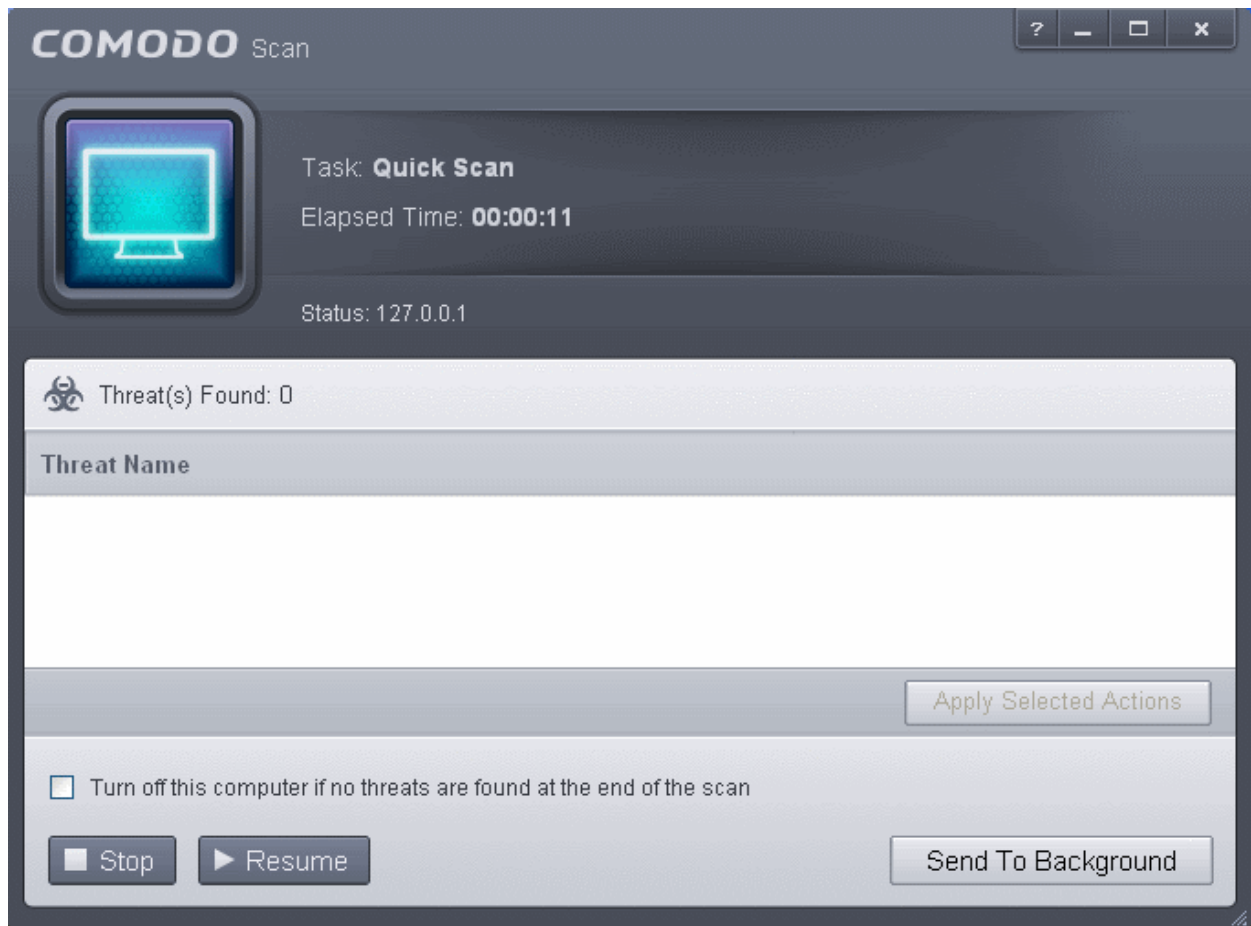 COMODO Scan
?
Task: Quick Scan
Elapsed Time: 00:00:11
Status: 127.0.0.1
Threat(s) Found: 0
Threat Name
Apply Selected Actions
Turn off this computer if no threats are found at the end of the scan
Stop
Resume
Send To Background